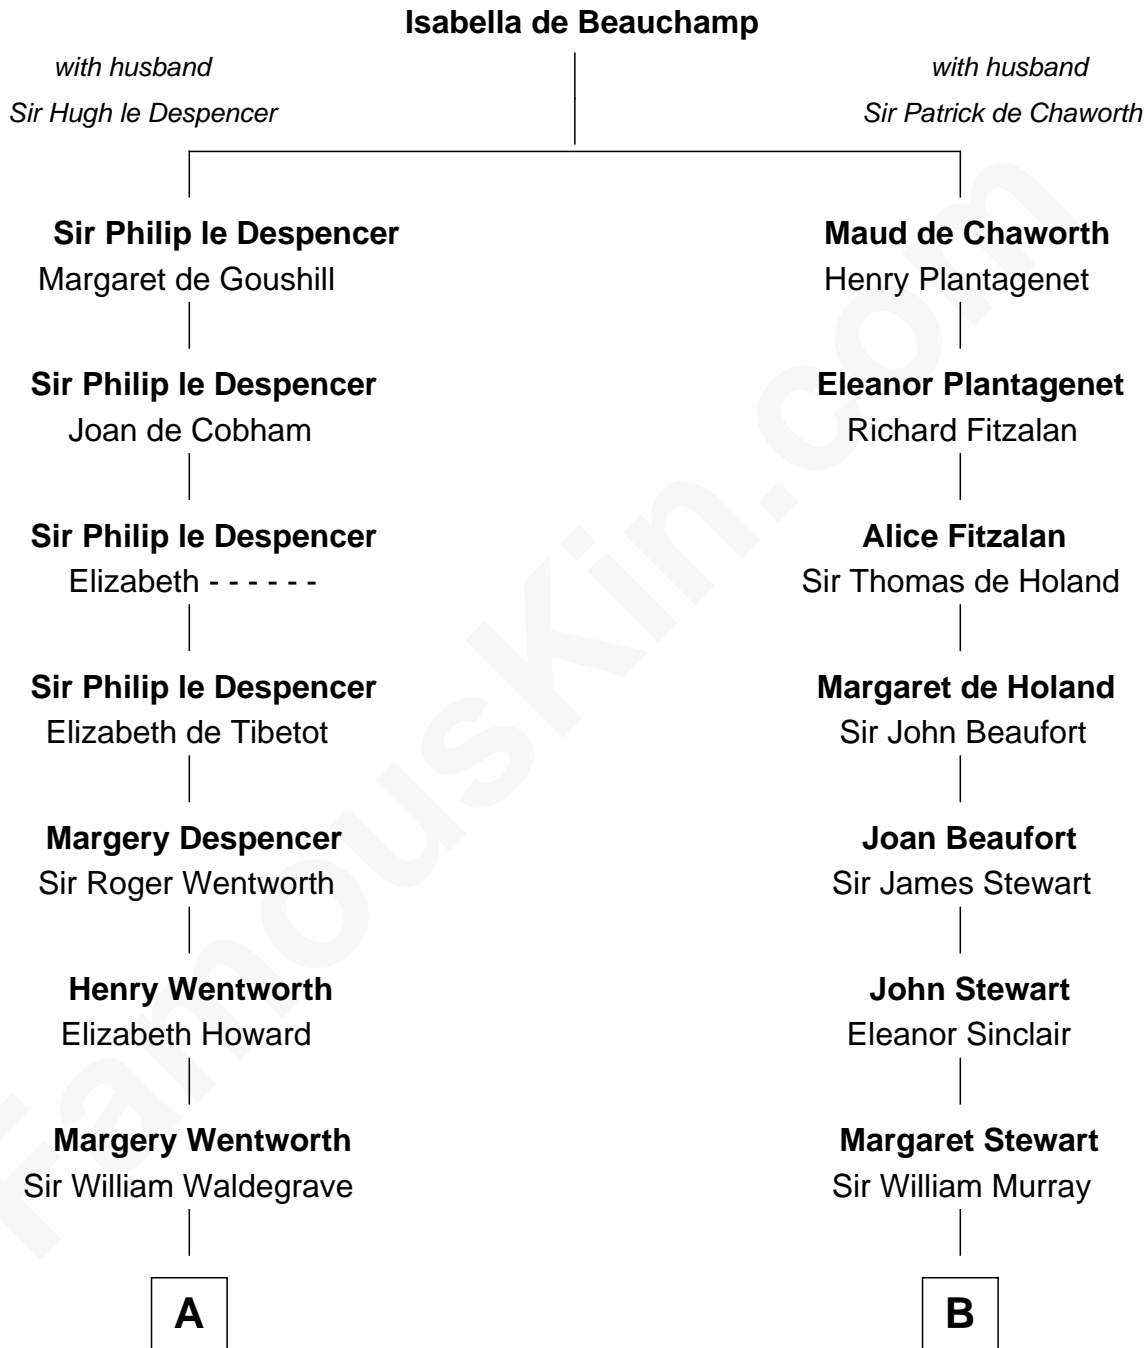 Isabella de Beauchamp
with husband
Sir Hugh le Despencer
with husband
Sir Patrick de Chaworth
Sir Philip le Despencer
Margaret de Goushill
Maud de Chaworth
Henry Plantagenet
Sir Philip le Despencer
Joan de Cobham
Eleanor Plantagenet
Richard Fitzalan
Sir Philip le Despencer
Elizabeth - - - - - -
Alice Fitzalan
Sir Thomas de Holand
Sir Philip le Despencer
Elizabeth de Tibetot
Margaret de Holand
Sir John Beaufort
Margery Despencer
Sir Roger Wentworth
Joan Beaufort
Sir James Stewart
Henry Wentworth
Elizabeth Howard
John Stewart
Eleanor Sinclair
Margery Wentworth
Sir William Waldegrave
Margaret Stewart
Sir William Murray
A
B
FamousKin.com